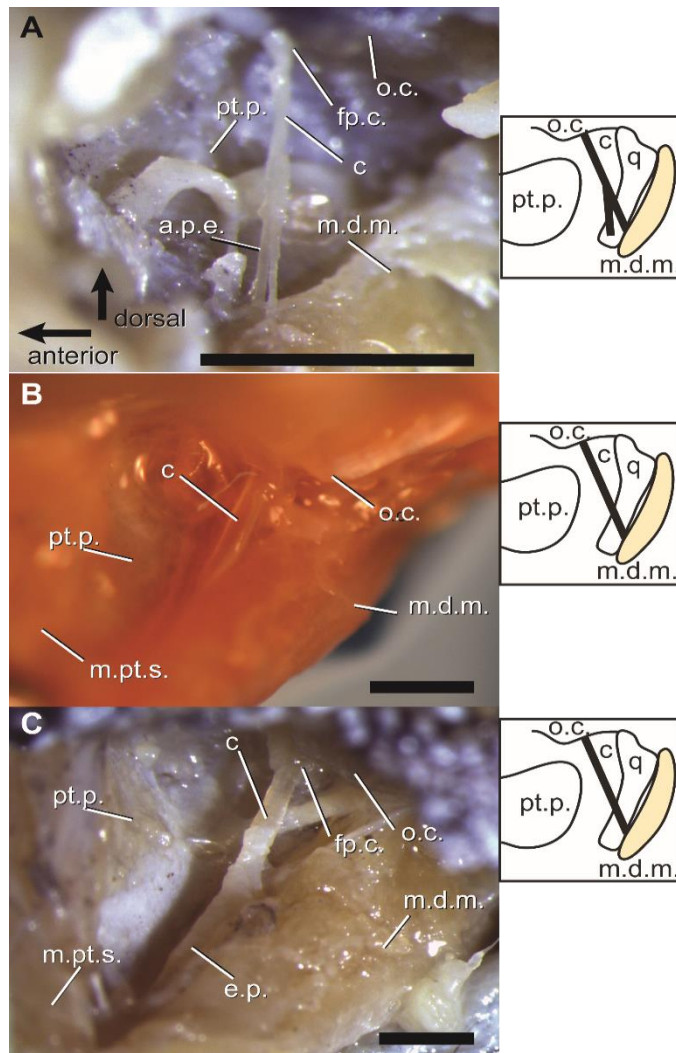 A
o.c.
pt.p.
fp.c.
c
a.p.e.
m.d.m.
dorsal
anterior
o.c.
c
q
pt.p.
m.d.m.
B
c
o.c.
pt.p.
m.d.m.
m.pt.s.
o.c.
c
q
pt.p.
m.d.m.
C
c
pt.p.
o.c.
fp.c.
m.d.m.
m.pt.s.
e.p.
o.c.
c
q
pt.p.
m.d.m.